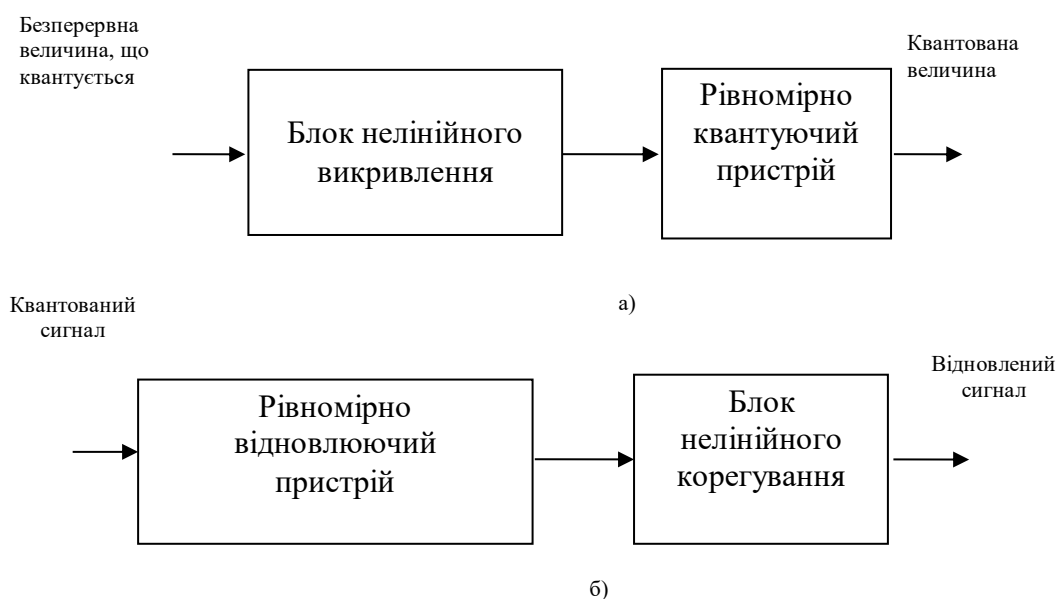 Безперервна
величина, що
квантується
Блок нелінійного
викривлення
Рівномірно
квантуючий
пристрій
Квантована
величина
а)
Квантований
сигнал
Рівномірно
відновлюючий
пристрій
Блок
нелінійного
корегування
Відновлений
сигнал
б)